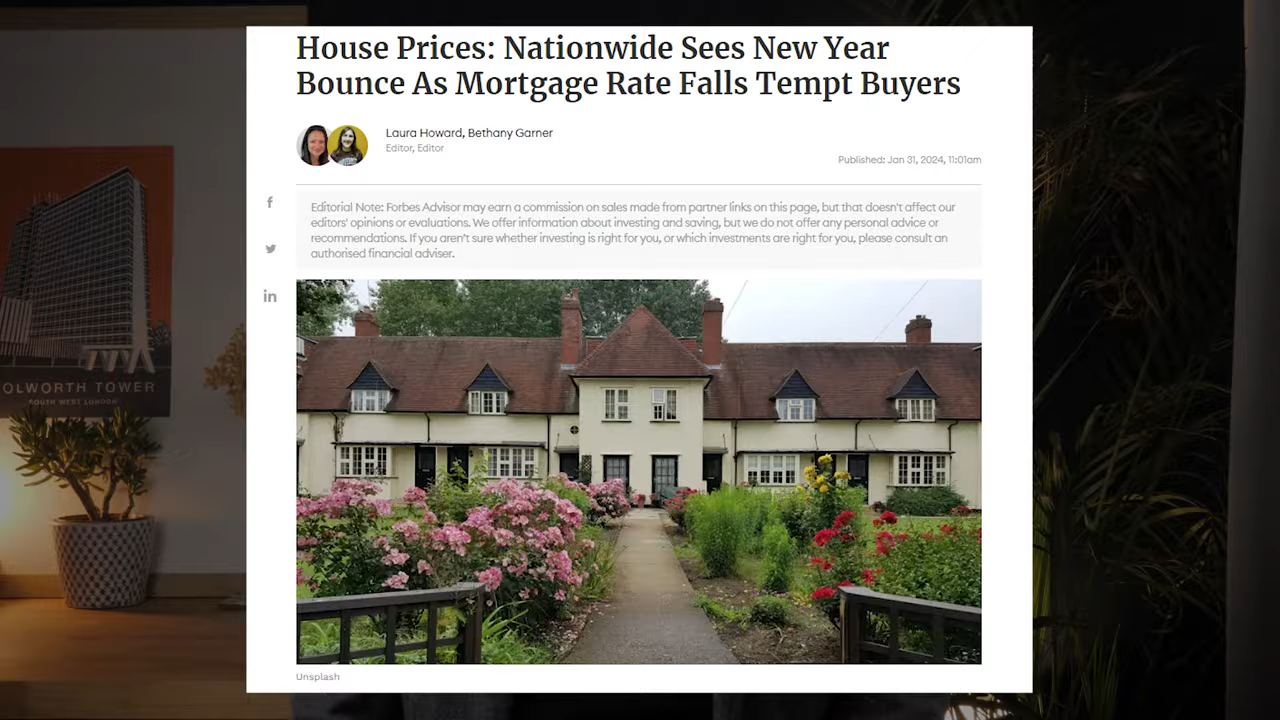 House Prices: Nationwide Sees New Year
Bounce As Mortgage Rate Falls Tempt Buyers
Laura Howard, Bethany Garner
Editor, Editor
Published: Jan 31, 2024, 11:01am
Editorial Note: Forbes Advisor may earn a commission on sales made from partner links on this page, but that doesn't affect our
editors' opinions or evaluations. We offer information about investing and saving, but we do not offer any personal advice or
recommendations. If you aren't sure whether investing is right for you, or which investments are right for you, please consult an
authorised financial adviser.
f
in
OLWORTH TOWER
SOUTH WEST LONDON
Unsplash